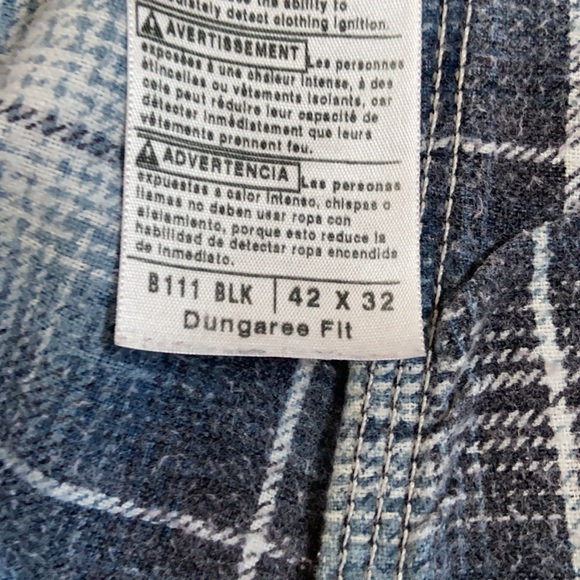 the ability to
detect clothing ignition.
AVERTISSEMENT Les personnes
exposées à une chaleur intense, à des
étincelles ou vêtements isolants, car
cela peut réduire leur capacité de
détecter immédiatement que leurs
vêtements prennent feu.
ADVERTENCIA Las personas
expuestas a calor intenso, chispas o
llamas no deben usar ropa con
aislamiento, porque esto reduce la
habilidad de detectar ropa encendida
de inmediato.
B111 BLK | 42 X 32
Dungaree Fit